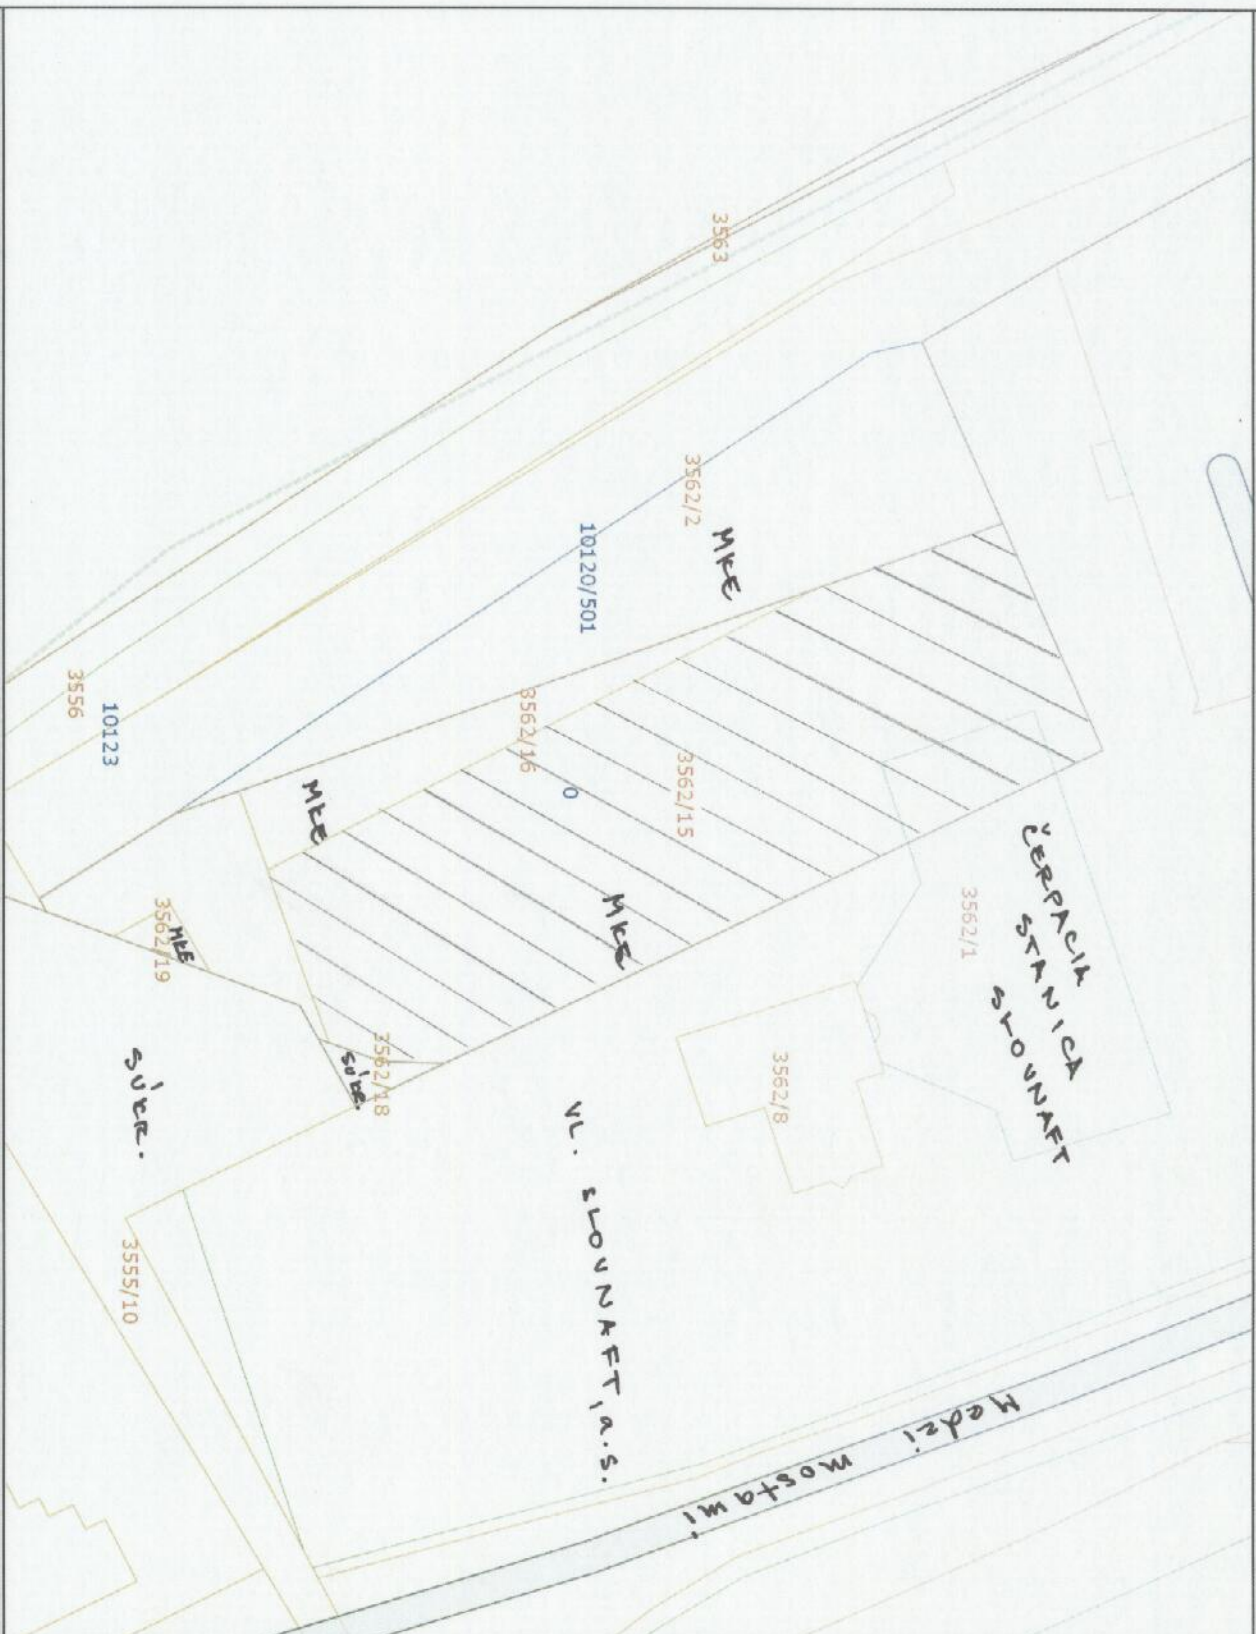 3563
3562/2
MKE
10120/501
3562/16
0
3562/15
MKE
MKE
3556
10123
3562/19
MKE
SÚKR.
3562/18
SÚKR.
3555/10
ČERPACIA
STANICA
SLOVNAFT
3562/1
3562/8
VL. SLOVNAFT, a.s.
Medzi mostami